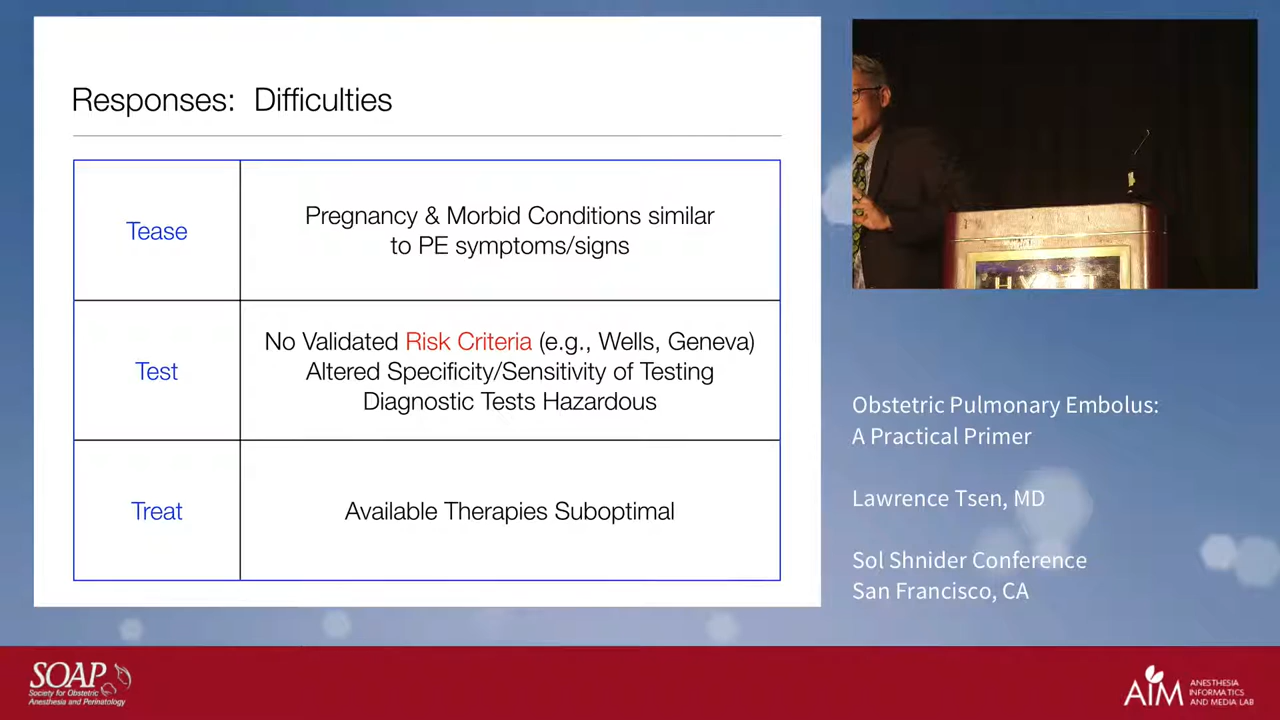 Responses: Difficulties
Tease
Pregnancy & Morbid Conditions similar
to PE symptoms/signs
Test
No Validated Risk Criteria (e.g., Wells, Geneva)
Altered Specificity/Sensitivity of Testing
Diagnostic Tests Hazardous
Treat
Available Therapies Suboptimal
Obstetric Pulmonary Embolus:
A Practical Primer
Lawrence Tsen, MD
Sol Shnider Conference
San Francisco, CA
SOAP
Society for Obstetric
Anesthesia and Perinatology
AIM
ANESTHESIA
INFORMATICS
AND MEDIA LAB